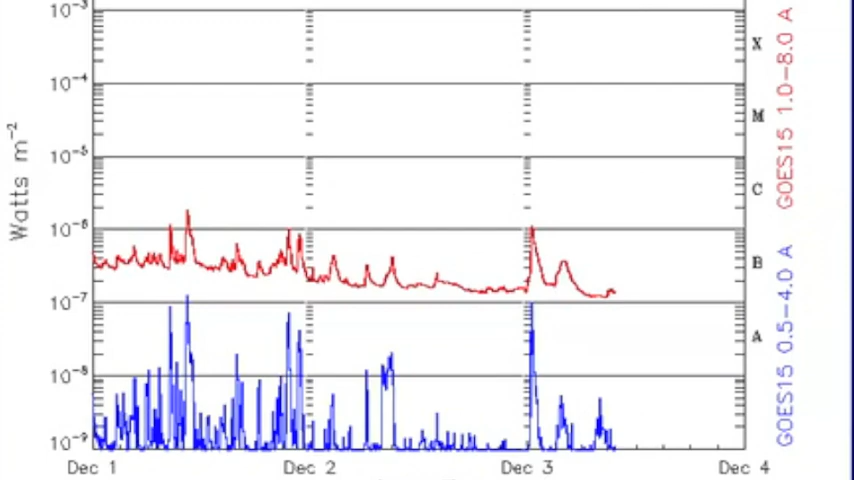 10⁻³
10⁻⁴
10⁻⁵
10⁻⁶
10⁻⁷
10⁻⁸
10⁻⁹
Watts m⁻²
X
M
C
B
A
GOES15 1.0-8.0 A
GOES15 0.5-4.0 A
Dec 1
Dec 2
Dec 3
Dec 4